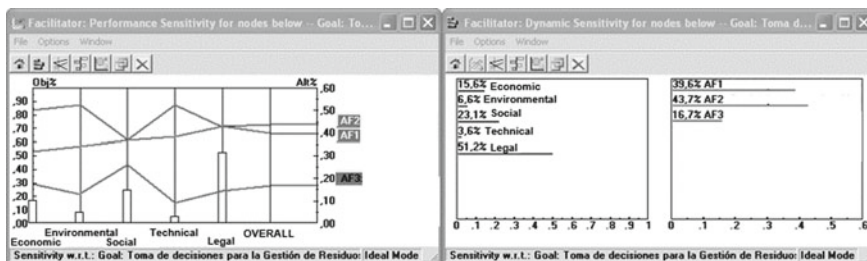 Facilitator: Performance Sensitivity for nodes below -- Goal: To...
File Options Window
Obj% Alt%
,90
,80
,70
,60
,50
,40
,30
,20
,10
,00
,60
,50
,40
,30
,20
,10
,00
AF2
AF1
AF3
Economic
Environmental
Social
Technical
Legal
OVERALL
Sensitivity w.r.t.: Goal: Toma de decisiones para la Gestión de Residuo: Ideal Mode
Facilitator: Dynamic Sensitivity for nodes below -- Goal: Toma d...
File Options Window
15,6% Economic
6,6% Environmental
23,1% Social
3,6% Technical
51,2% Legal
0 .1 .2 .3 .4 .5 .6 .7 .8 .9 1
39,6% AF1
43,7% AF2
16,7% AF3
0 .1 .2 .3 .4 .5 .6
Sensitivity w.r.t.: Goal: Toma de decisiones para la Gestión de Residuo: Ideal Mode